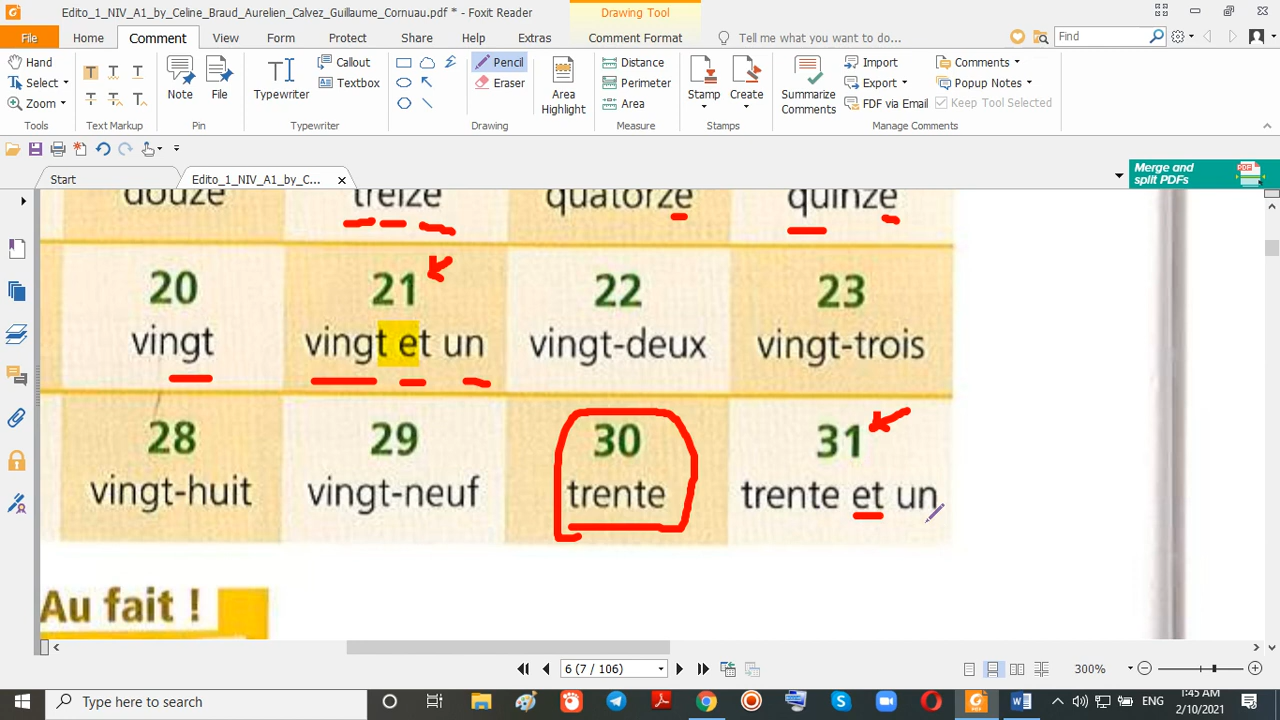 Edito_1_NIV_A1_by_Celine_Braud_Aurelien_Calvez_Guillaume_Cornuau.pdf * - Foxit Reader
Drawing Tool
File Home Comment View Form Protect Share Help Extras Comment Format Tell me what you want to do... Find
Hand
Select
Zoom
Tools
Text Markup
Note
File
Pin
Typewriter
Callout
Textbox
Typewriter
Pencil
Eraser
Area Highlight
Drawing
Distance
Perimeter
Area
Measure
Stamp
Create
Stamps
Summarize Comments
Import
Export
FDF via Email
Comments
Popup Notes
Keep Tool Selected
Manage Comments
Start
Edito_1_NIV_A1_by_C...
Merge and
split PDFs
douze treize quatorze quinze
20 21 22 23
vingt vingt et un vingt-deux vingt-trois
28 29 30 31
vingt-huit vingt-neuf trente trente et un
Au fait !
6 (7 / 106)
300%
Type here to search
ENG
1:45 AM
2/10/2021